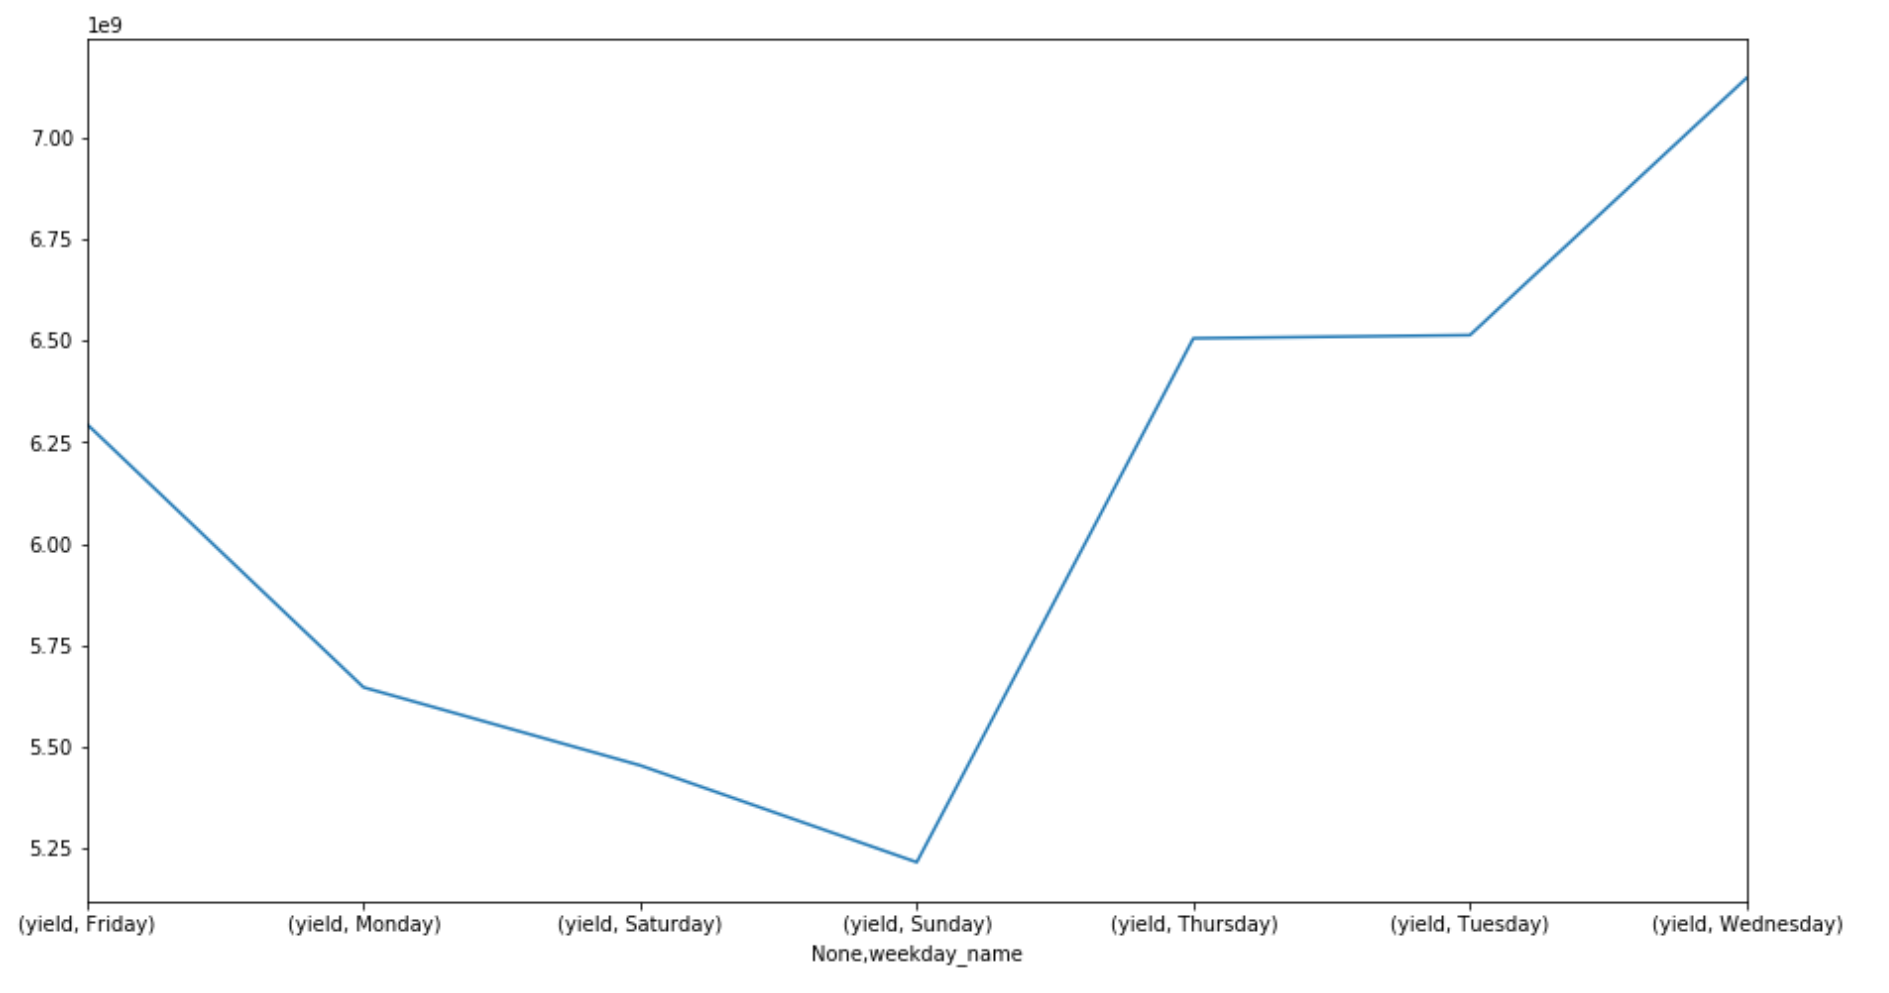 1e9
7.00
6.75
6.50
6.25
6.00
5.75
5.50
5.25
(yield, Friday) (yield, Monday) (yield, Saturday) (yield, Sunday) (yield, Thursday) (yield, Tuesday) (yield, Wednesday)
None,weekday_name